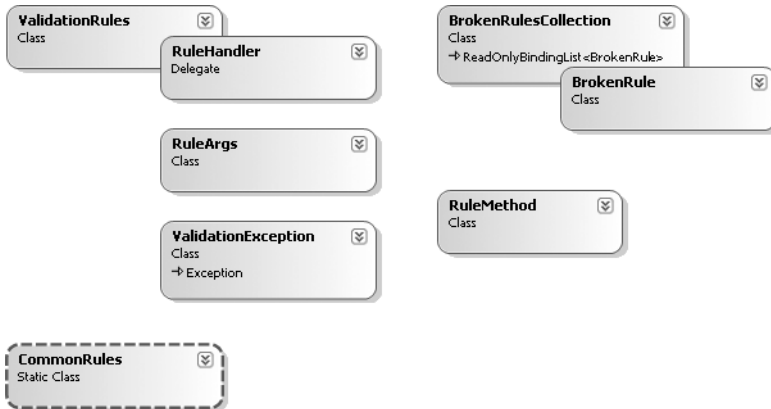 ValidationRules
Class
RuleHandler
Delegate
RuleArgs
Class
ValidationException
Class
Exception
CommonRules
Static Class
BrokenRulesCollection
Class
ReadOnlyBindingList<BrokenRule>
BrokenRule
Class
RuleMethod
Class